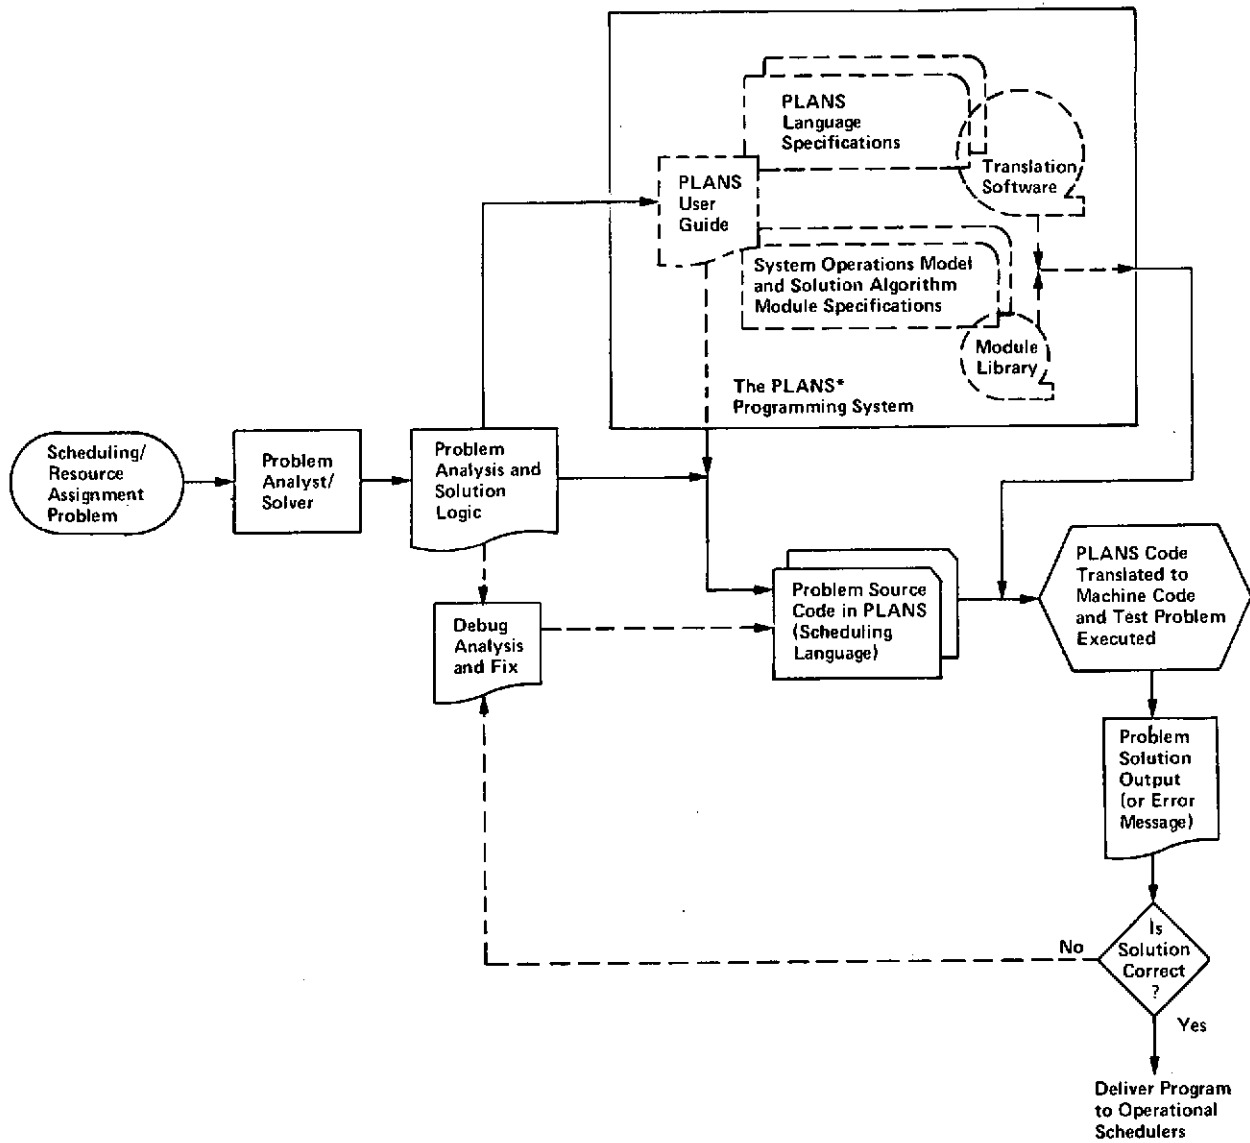 PLANS
Language
Specifications
Translation
Software
PLANS
User
Guide
System Operations Model
and Solution Algorithm
Module Specifications
Module
Library
The PLANS*
Programming System
Scheduling/
Resource
Assignment
Problem
Problem
Analyst/
Solver
Problem
Analysis and
Solution
Logic
Debug
Analysis
and Fix
Problem Source
Code in PLANS
(Scheduling
Language)
PLANS Code
Translated to
Machine Code
and Test Problem
Executed
Problem
Solution
Output
(or Error
Message)
Is
Solution
Correct
?
No
Yes
Deliver Program
to Operational
Schedulers